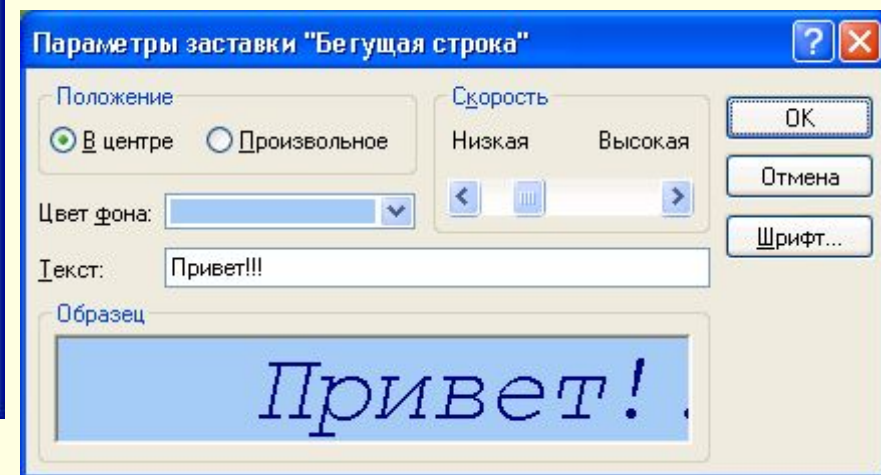 Параметры заставки "Бегущая строка"
Положение
В центре Произвольное
Скорость
Низкая Высокая
OK
Отмена
Шрифт...
Цвет фона:
Текст: Привет!!!
Образец
Привет!